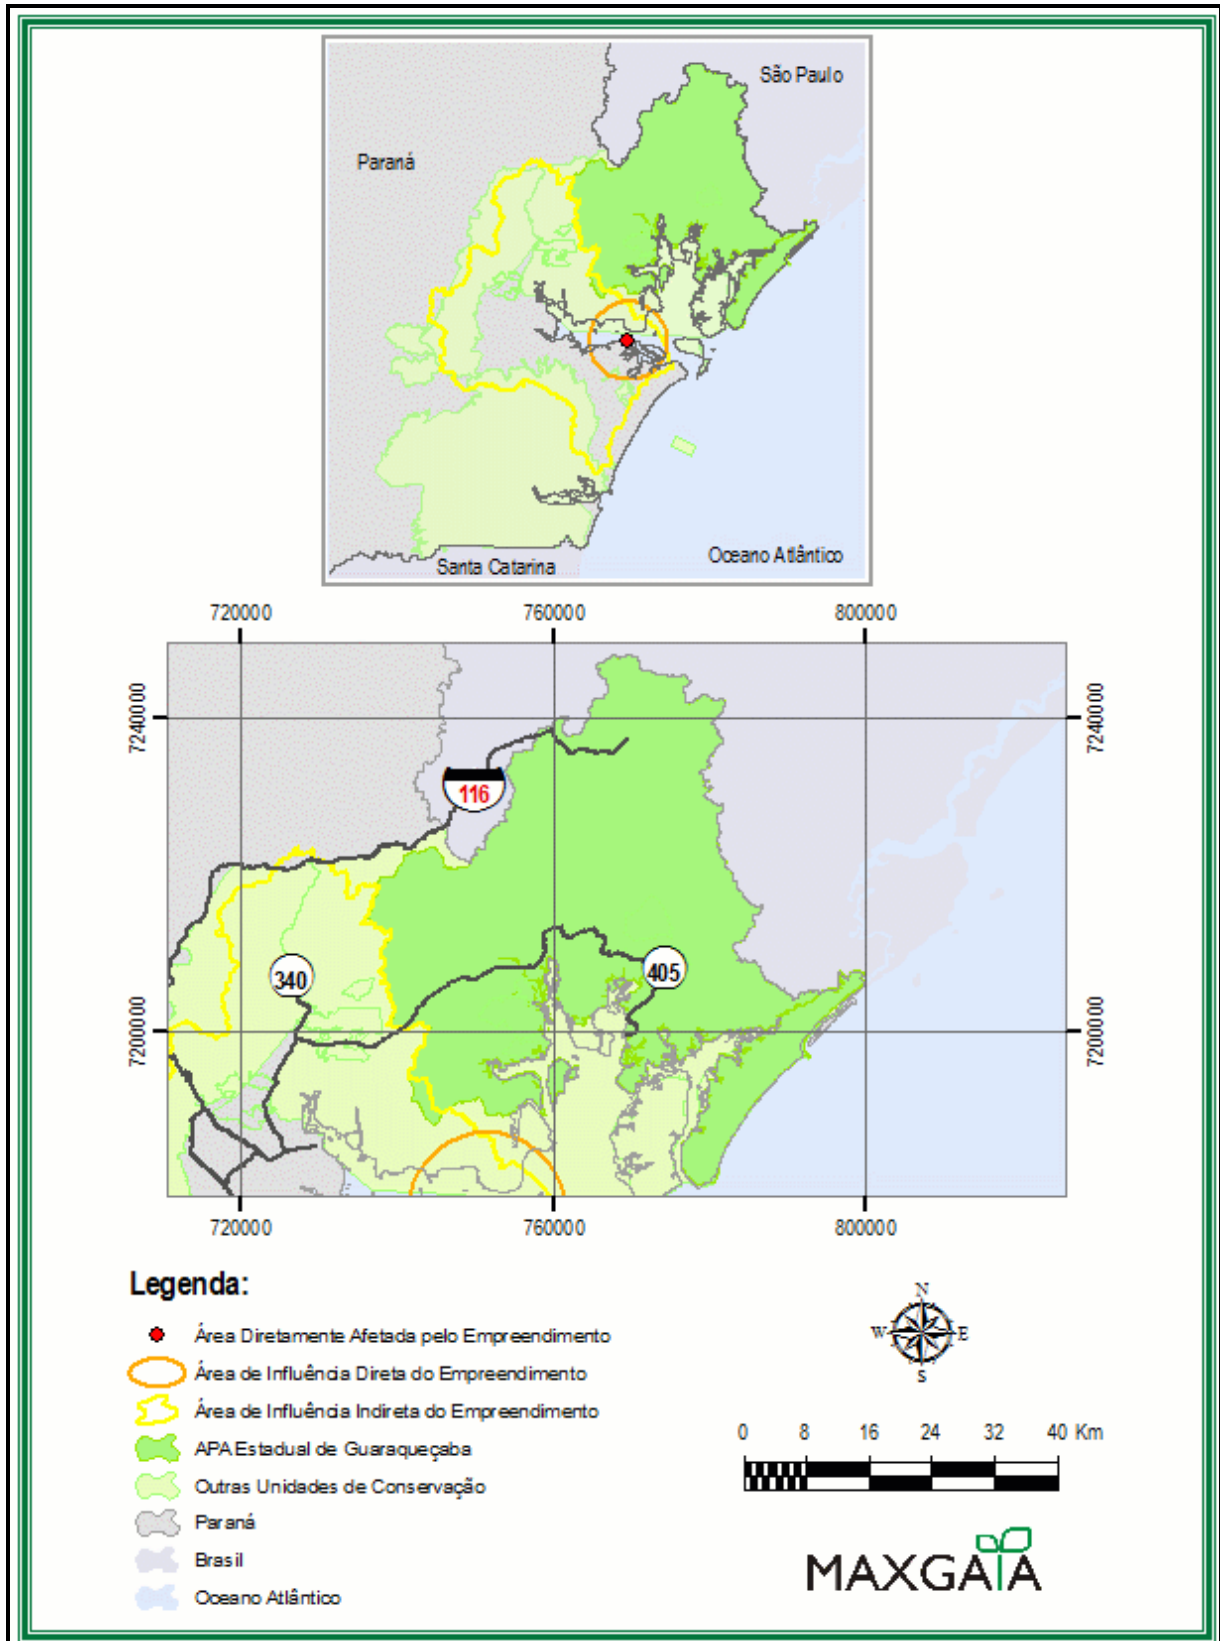 São Paulo
Paraná
Oceano Atlântico
Santa Catarina
720000 760000 800000
7240000 7240000
116
340
405
7200000 7200000
720000 760000 800000
Legenda:
Área Diretamente Afetada pelo Empreendimento
Área de Influência Direta do Empreendimento
Área de Influência Indireta do Empreendimento
APA Estadual de Guaraqueçaba
Outras Unidades de Conservação
Paraná
Brasil
Oceano Atlântico
N
W E
S
0 8 16 24 32 40 Km
MAXGAIA